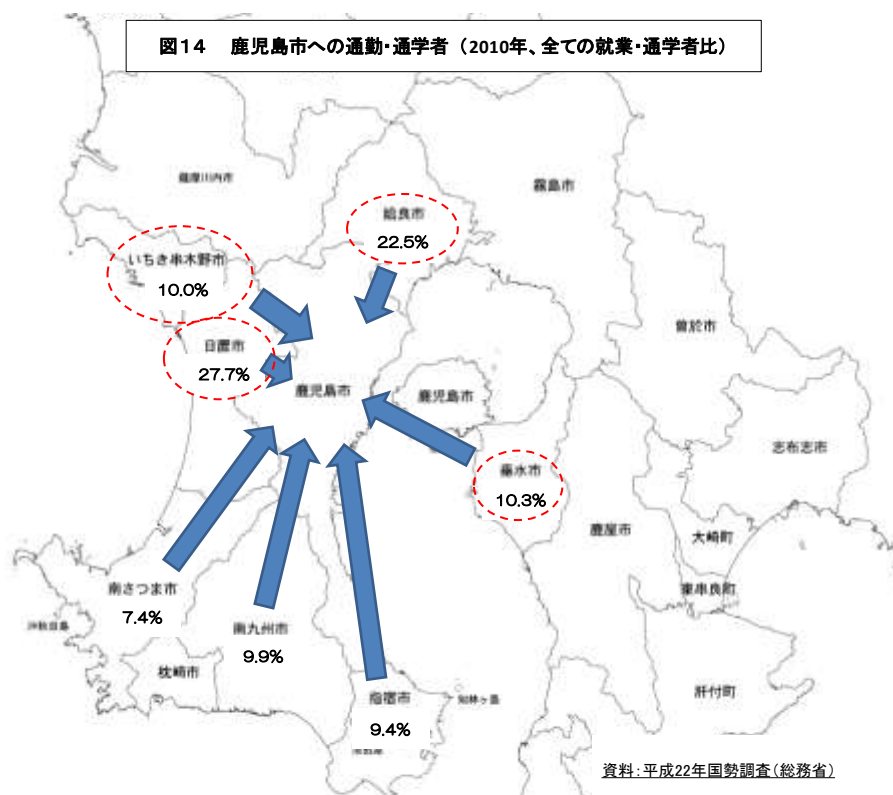 図14 鹿児島市への通勤・通学者（2010年、全ての就業・通学者比）
薩摩川内市
霧島市
姶良市
22.5%
いちき串木野市
10.0%
曽於市
日置市
27.7%
鹿児島市
鹿児島市
志布志市
垂水市
10.3%
鹿屋市
大崎町
東串良町
南さつま市
7.4%
南九州市
9.9%
枕崎市
肝付町
指宿市
知林ヶ島
9.4%
資料：平成22年国勢調査（総務省）